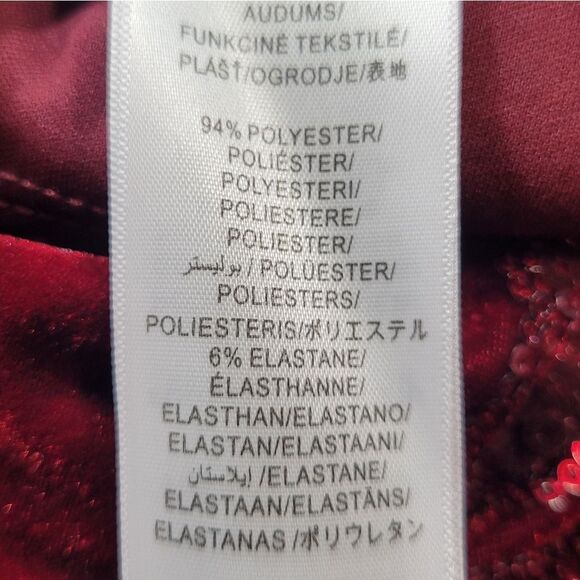 AUDUMS/
FUNKCINĖ TEKSTILĖ/
PLÁŠŤ/OGRODJE/表地
94% POLYESTER/
POLIÉSTER/
POLYESTERI/
POLIESTERE/
POLIESTER/
بوليستر / POLÜESTER/
POLIESTERS/
POLIESTERIS/ポリエステル
6% ELASTANE/
ÉLASTHANNE/
ELASTHAN/ELASTANO/
ELASTAN/ELASTAANI/
إيلاستان /ELASTANE/
ELASTAAN/ELASTĀNS/
ELASTANAS /ポリウレタン